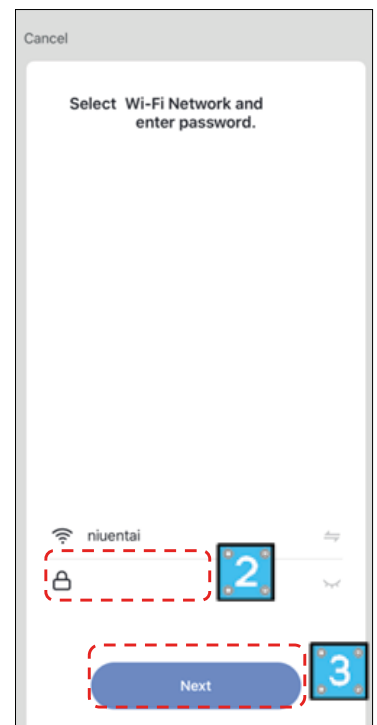 Cancel
Select Wi-Fi Network and
enter password.
niuentai
2
Next
3